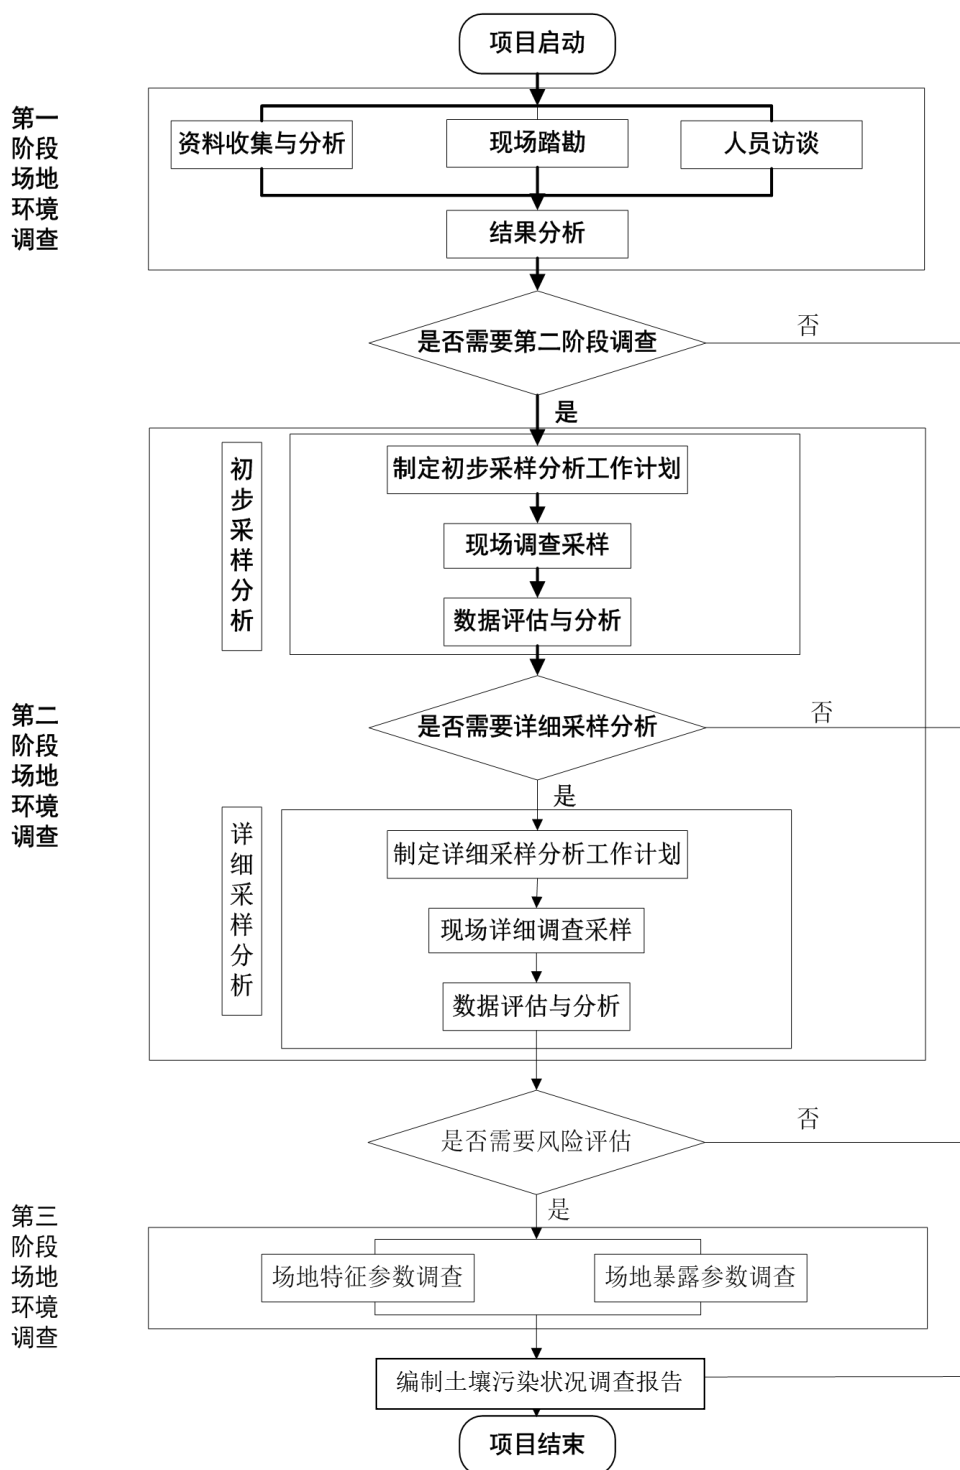 项目启动
第一
阶段
场地
环境
调查
资料收集与分析
现场踏勘
人员访谈
结果分析
是否需要第二阶段调查
否
是
第二
阶段
场地
环境
调查
初
步
采
样
分
析
制定初步采样分析工作计划
现场调查采样
数据评估与分析
是否需要详细采样分析
否
是
详
细
采
样
分
析
制定详细采样分析工作计划
现场详细调查采样
数据评估与分析
是否需要风险评估
否
是
第三
阶段
场地
环境
调查
场地特征参数调查
场地暴露参数调查
编制土壤污染状况调查报告
项目结束